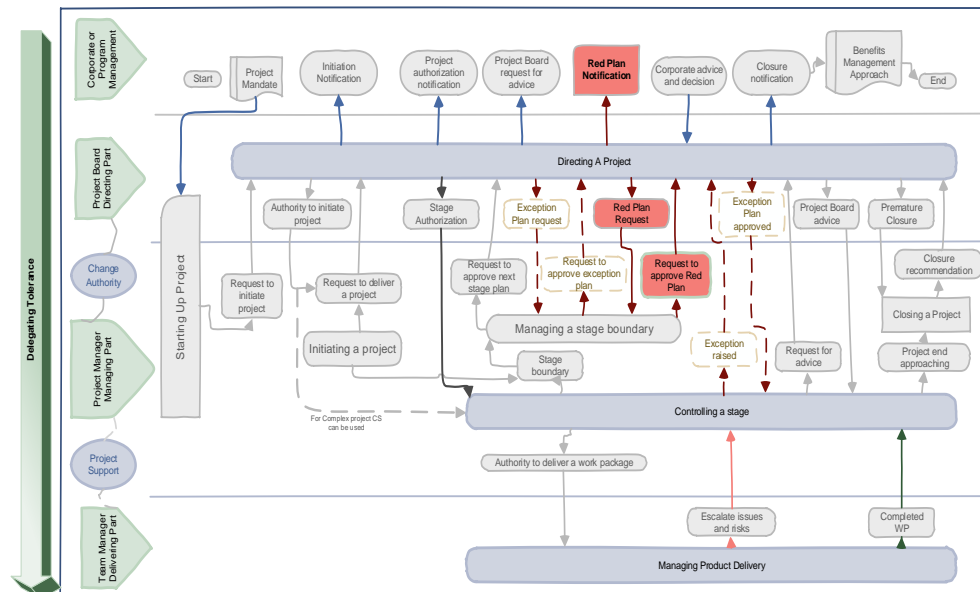 Delegating Tolerance
Corporate or
Program
Management
Start
Project
Mandate
Initiation
Notification
Project
authorization
notification
Project Board
request for
advice
Red Plan
Notification
Corporate advice
and decision
Closure
notification
Benefits
Management
Approach
End
Project Board
Directing Part
Directing A Project
Authority to initiate
project
Stage
Authorization
Exception
Plan request
Red Plan
Request
Exception
Plan
approved
Project Board
advice
Premature
Closure
Change
Authority
Starting Up Project
Request to
initiate
project
Request to deliver
a project
Request to
approve next
stage plan
Request to
approve exception
plan
Request to
approve Red
Plan
Closure
recommendation
Project Manager
Managing Part
Initiating a project
Managing a stage boundary
Stage
boundary
Exception
raised
Request for
advice
Closing a Project
Project end
approaching
For Complex project CS
can be used
Controlling a stage
Project
Support
Authority to deliver a work package
Team Manager
Delivering Part
Escalate issues
and risks
Completed
WP
Managing Product Delivery